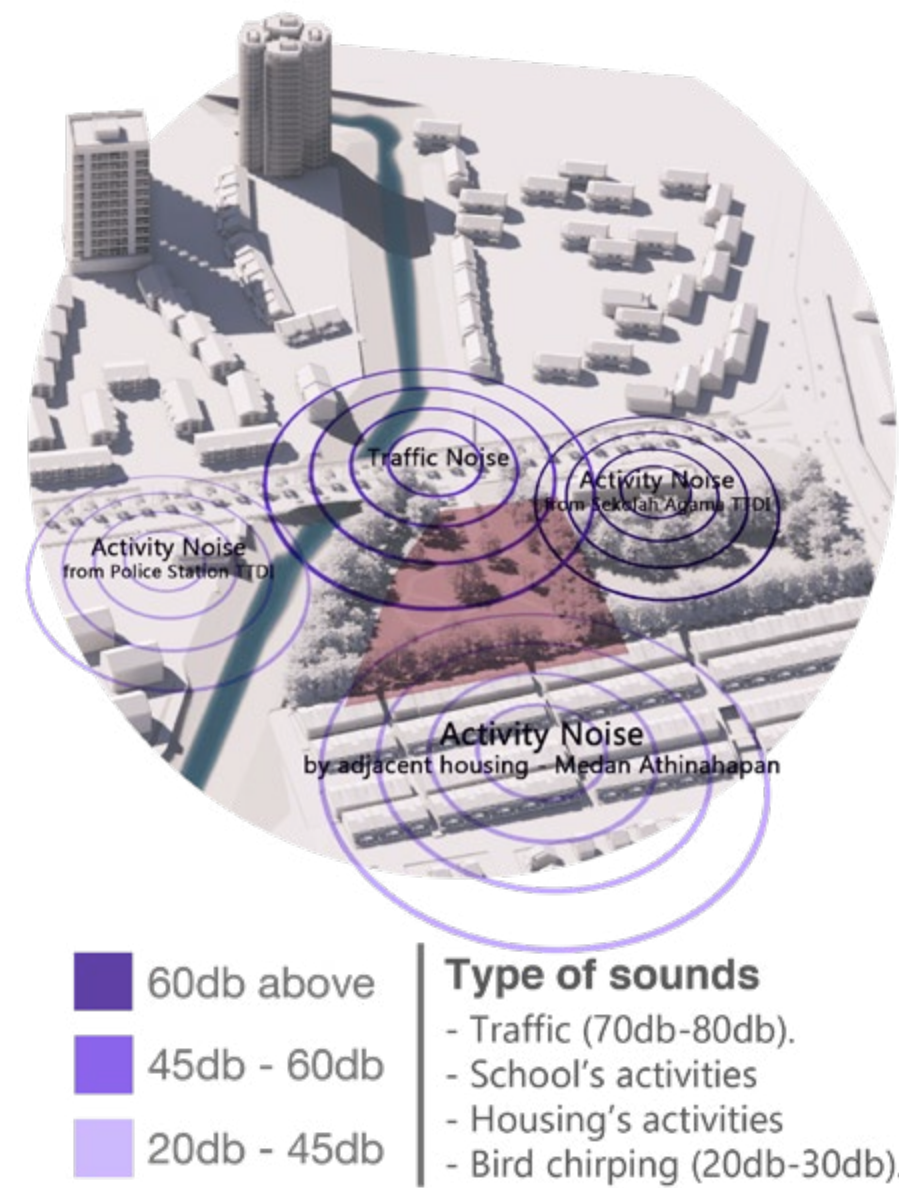 Traffic Noise
Activity Noise
from Sekolah Agama TTDI
Activity Noise
from Police Station TTDI
Activity Noise
by adjacent housing - Medan Athinahapan
60db above
45db - 60db
20db - 45db
Type of sounds
- Traffic (70db-80db).
- School's activities
- Housing's activities
- Bird chirping (20db-30db).